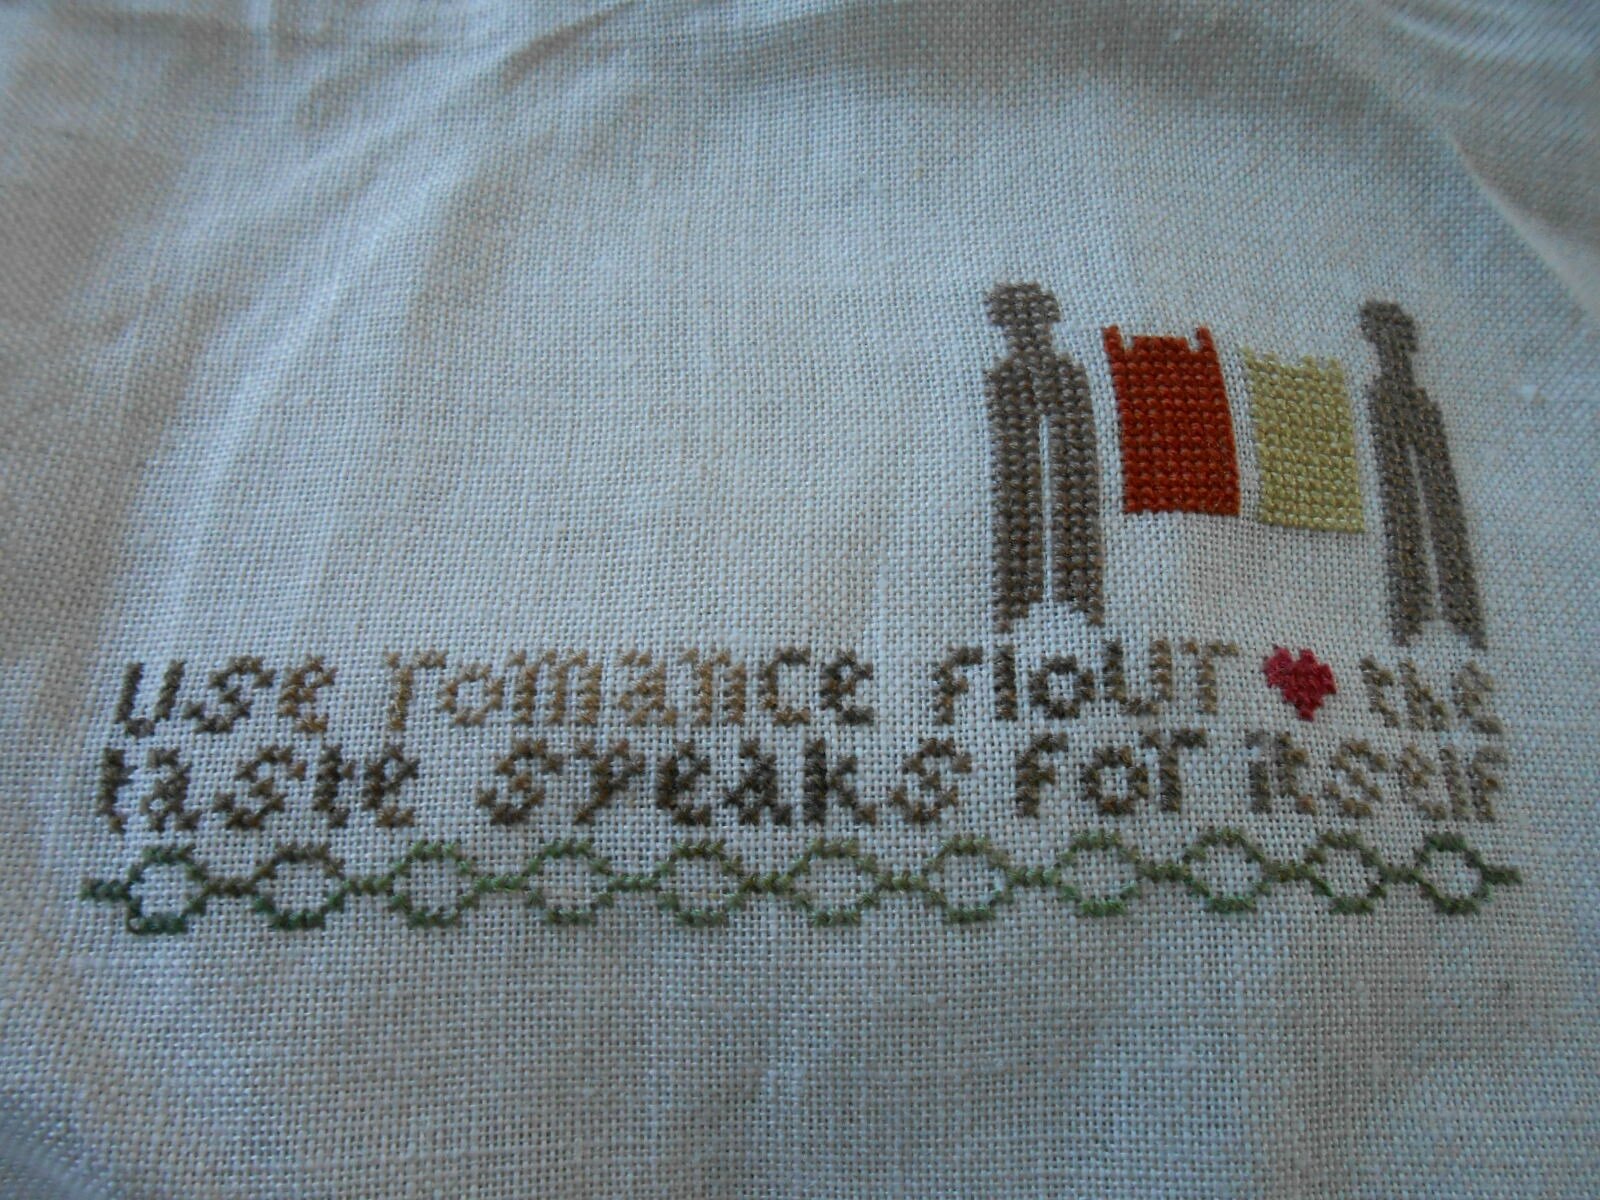 use romance flour the
taste speaks for itself